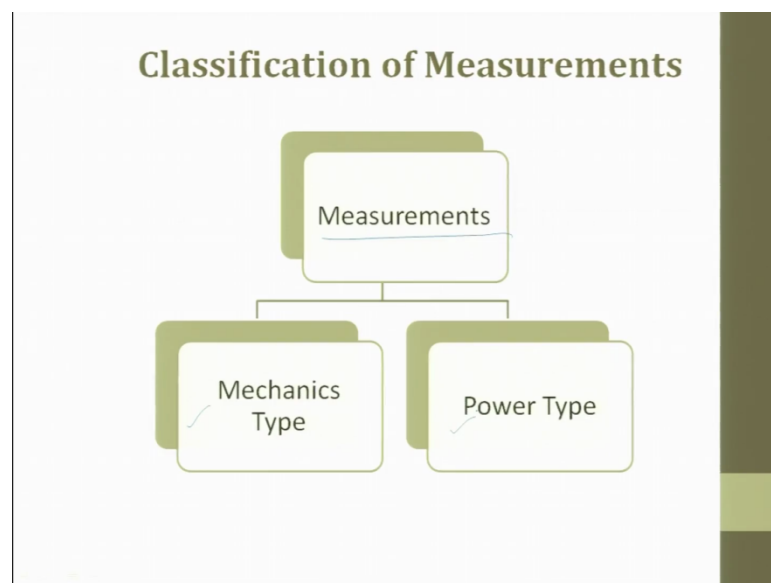 Classification of Measurements
Measurements
Mechanics
Type
Power Type